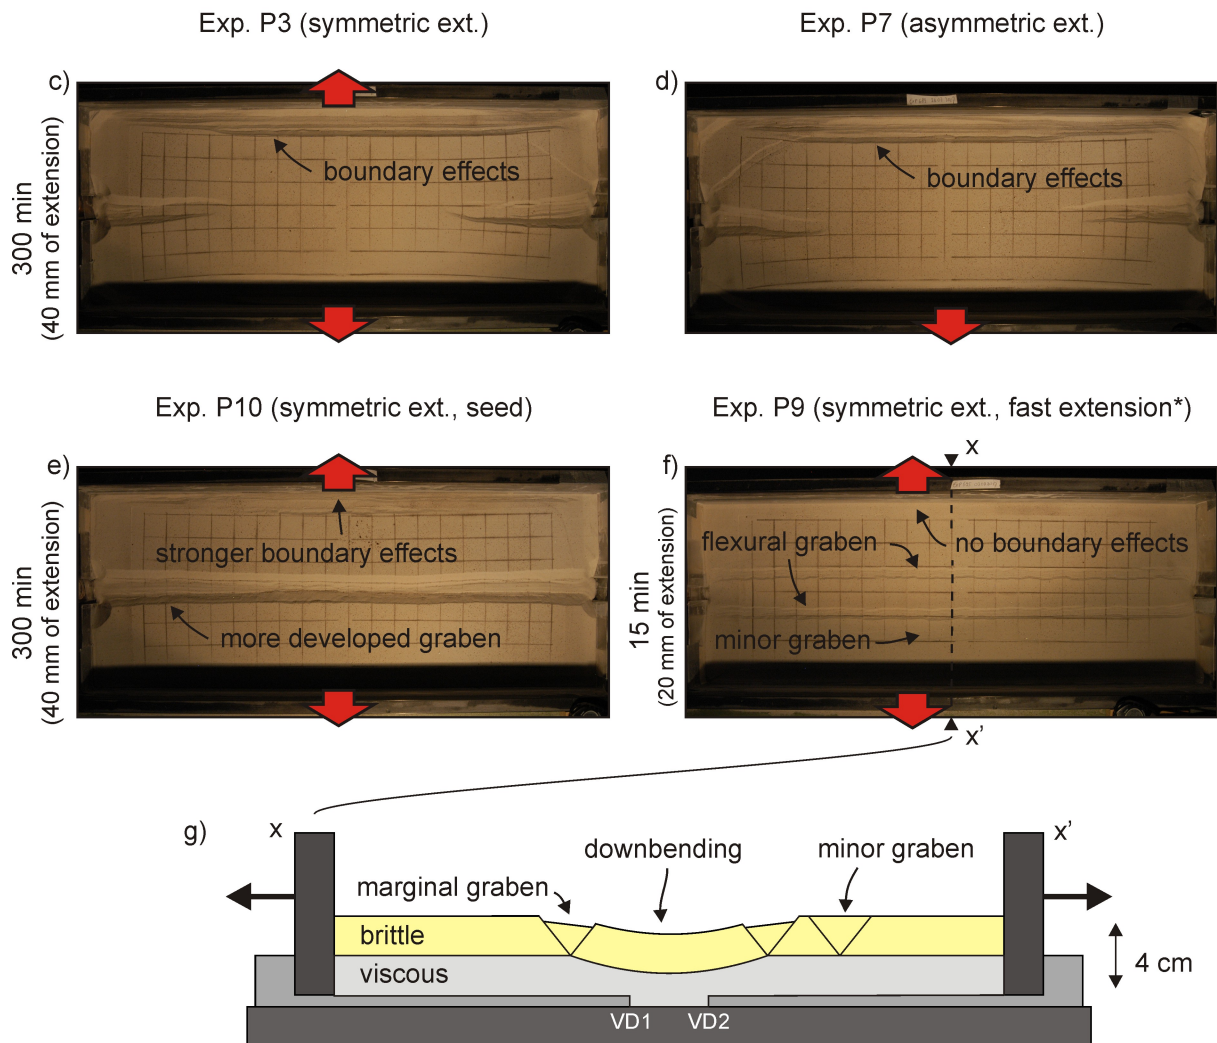 Exp. P3 (symmetric ext.)
Exp. P7 (asymmetric ext.)
c)
300 min
(40 mm of extension)
boundary effects
d)
boundary effects
Exp. P10 (symmetric ext., seed)
Exp. P9 (symmetric ext., fast extension*)
e)
300 min
(40 mm of extension)
stronger boundary effects
more developed graben
f)
x
15 min
(20 mm of extension)
flexural graben
no boundary effects
minor graben
x'
g)
x
x'
downbending
minor graben
marginal graben
brittle
viscous
4 cm
VD1
VD2